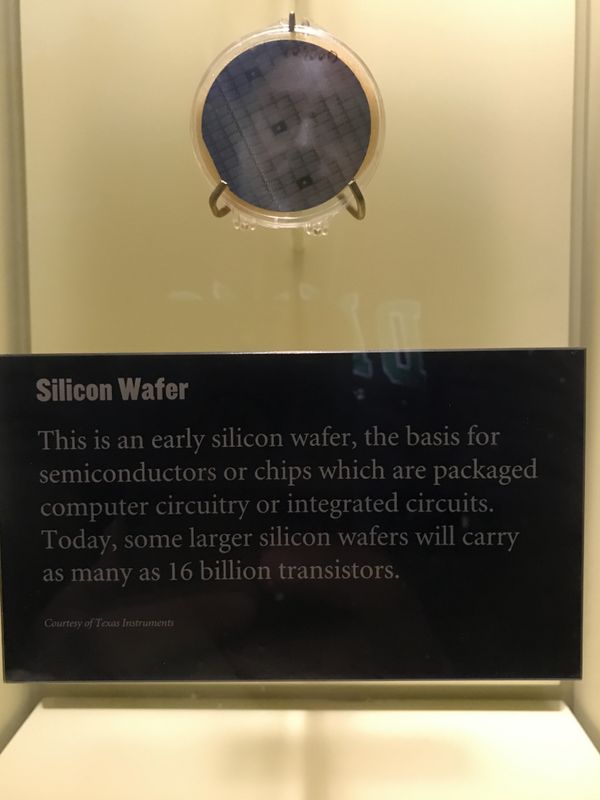 Silicon Wafer
This is an early silicon wafer, the basis for
semiconductors or chips which are packaged
computer circuitry or integrated circuits.
Today, some larger silicon wafers will carry
as many as 16 billion transistors.
Courtesy of Texas Instruments